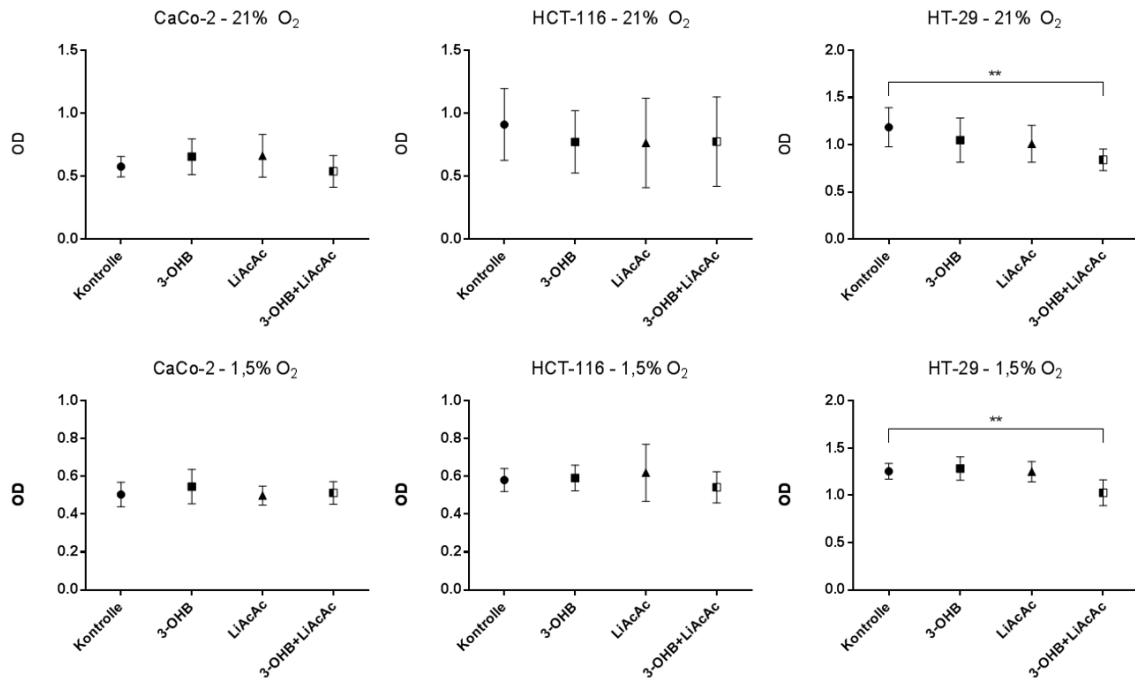 CaCo-2 - 21% O₂
1.5
1.0
0.5
0.0
OD
Kontrolle
3-OHB
LiAcAc
3-OHB+LiAcAc
HCT-116 - 21% O₂
1.5
1.0
0.5
0.0
OD
Kontrolle
3-OHB
LiAcAc
3-OHB+LiAcAc
HT-29 - 21% O₂
2.0
1.5
1.0
0.5
0.0
OD
**
Kontrolle
3-OHB
LiAcAc
3-OHB+LiAcAc
CaCo-2 - 1,5% O₂
1.0
0.8
0.6
0.4
0.2
0.0
OD
Kontrolle
3-OHB
LiAcAc
3-OHB+LiAcAc
HCT-116 - 1,5% O₂
1.0
0.8
0.6
0.4
0.2
0.0
OD
Kontrolle
3-OHB
LiAcAc
3-OHB+LiAcAc
HT-29 - 1,5% O₂
2.0
1.5
1.0
0.5
0.0
OD
**
Kontrolle
3-OHB
LiAcAc
3-OHB+LiAcAc